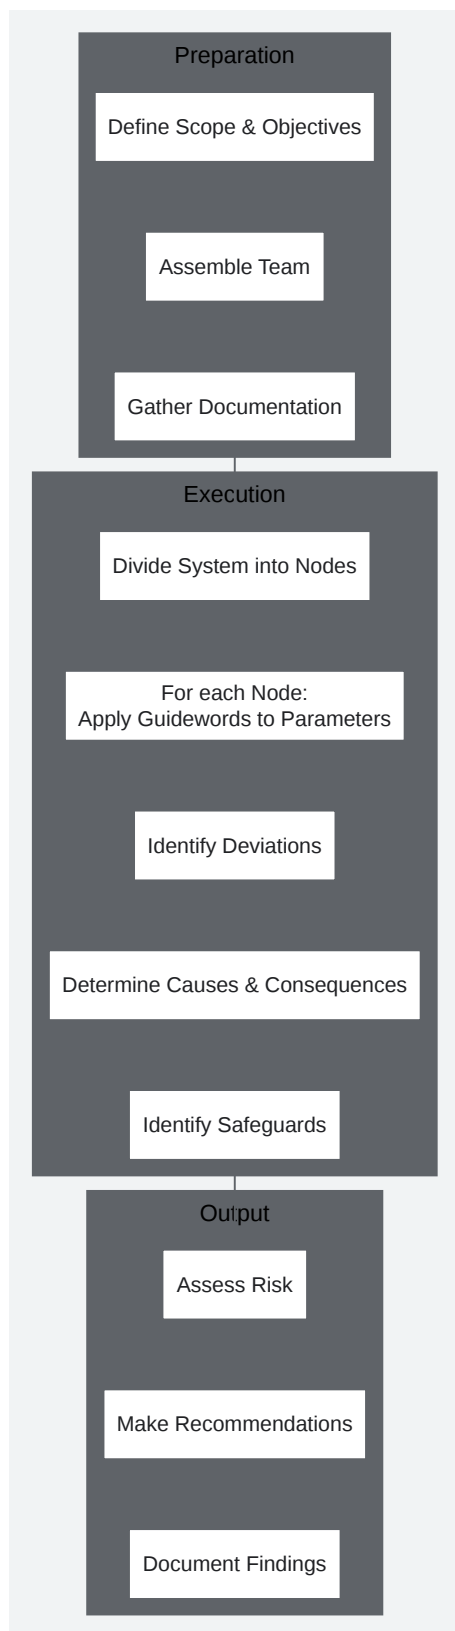 Preparation
Define Scope & Objectives
Assemble Team
Gather Documentation
Execution
Divide System into Nodes
For each Node:
Apply Guidewords to Parameters
Identify Deviations
Determine Causes & Consequences
Identify Safeguards
Output
Assess Risk
Make Recommendations
Document Findings